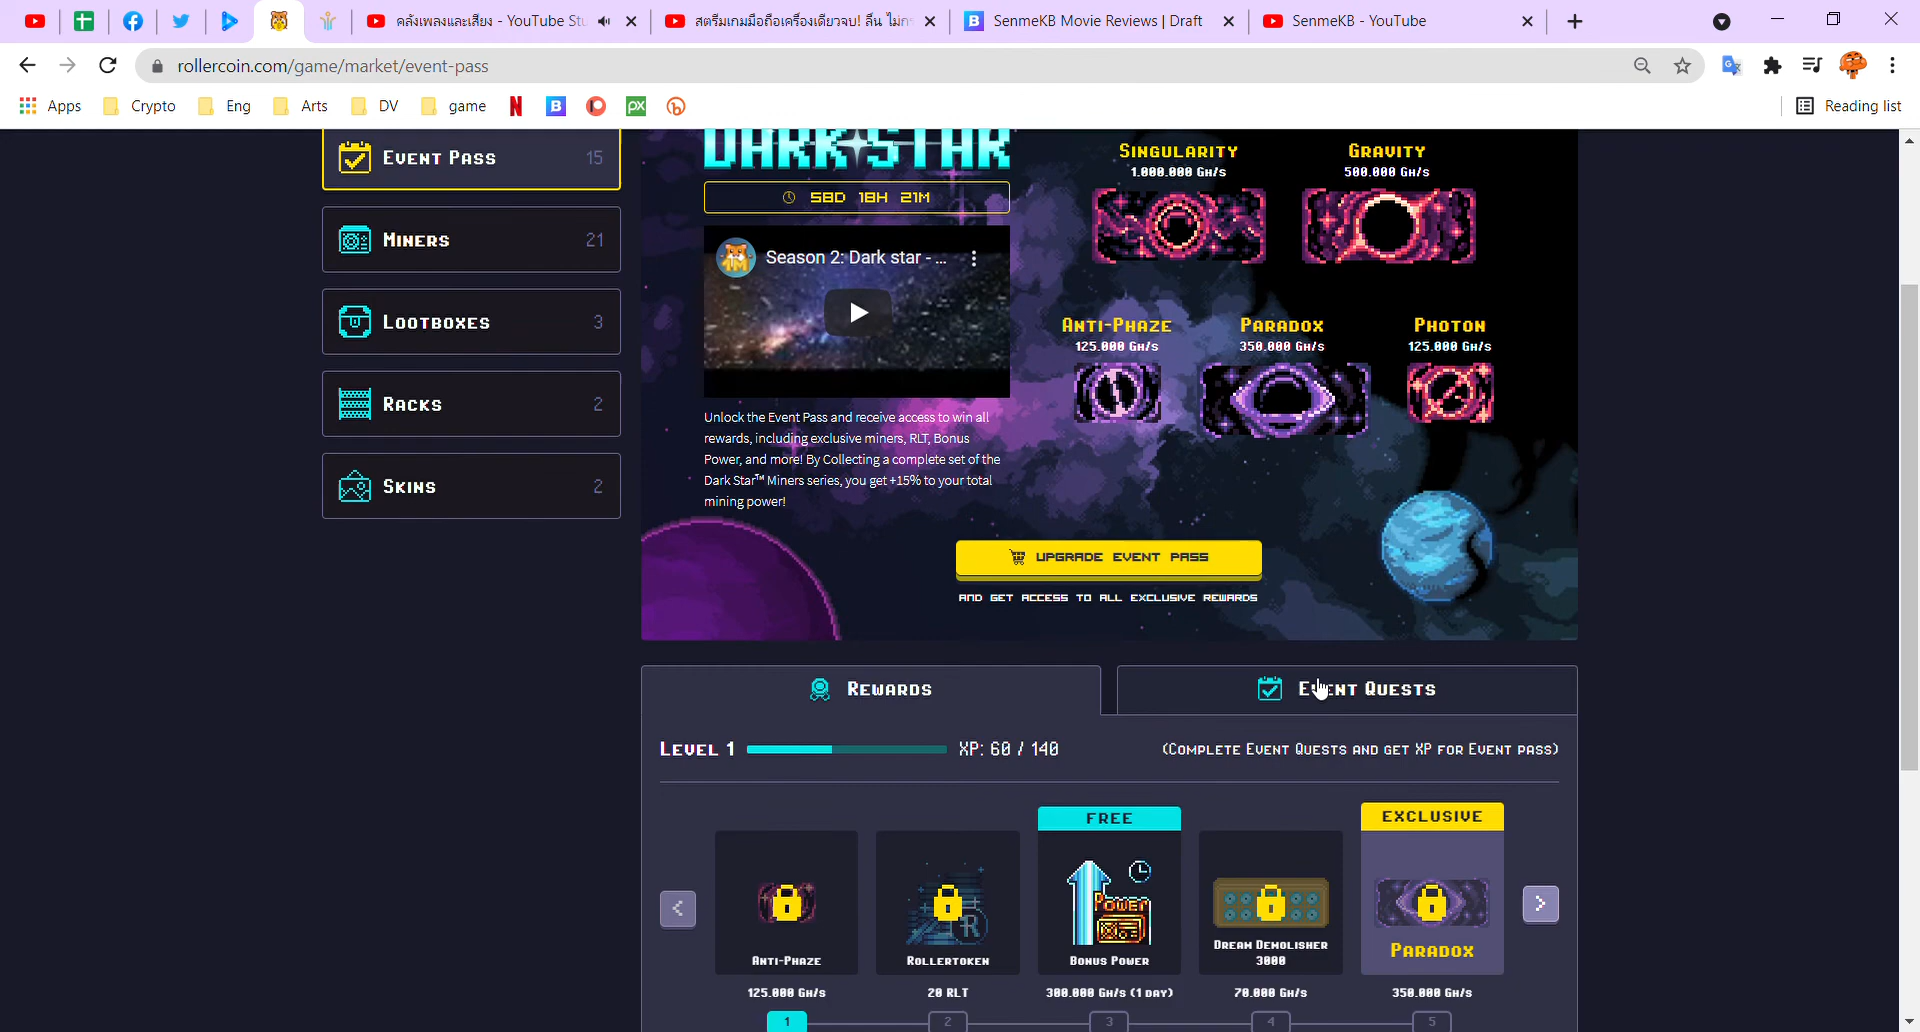 คลังเพลงและเสียง - YouTube Stu
สตรีมเกมมือถือเครื่องเดียวจบ! ลื่น ไม่กร
SenmeKB Movie Reviews | Draft
SenmeKB - YouTube
rollercoin.com/game/market/event-pass
Apps
Crypto
Eng
Arts
DV
game
Reading list
EVENT PASS 15
MINERS 21
LOOTBOXES 3
RACKS 2
SKINS 2
DARK STAR
58D 18H 21M
Season 2: Dark star - ...
Unlock the Event Pass and receive access to win all
rewards, including exclusive miners, RLT, Bonus
Power, and more! By Collecting a complete set of the
Dark Star™ Miners series, you get +15% to your total
mining power!
SINGULARITY
1.000.000 Gh/s
GRAVITY
500.000 Gh/s
ANTI-PHAZE
125.000 Gh/s
PARADOX
350.000 Gh/s
PHOTON
125.000 Gh/s
UPGRADE EVENT PASS
AND GET ACCESS TO ALL EXCLUSIVE REWARDS
REWARDS
EVENT QUESTS
LEVEL 1
XP: 60 / 140
(COMPLETE EVENT QUESTS AND GET XP FOR EVENT PASS)
FREE
EXCLUSIVE
POWER
ANTI-PHAZE
ROLLERTOKEN
BONUS POWER
DREAM DEMOLISHER
3000
PARADOX
125.000 Gh/s
20 RLT
300.000 Gh/s (1 DAY)
70.000 Gh/s
350.000 Gh/s
1
2
3
4
5